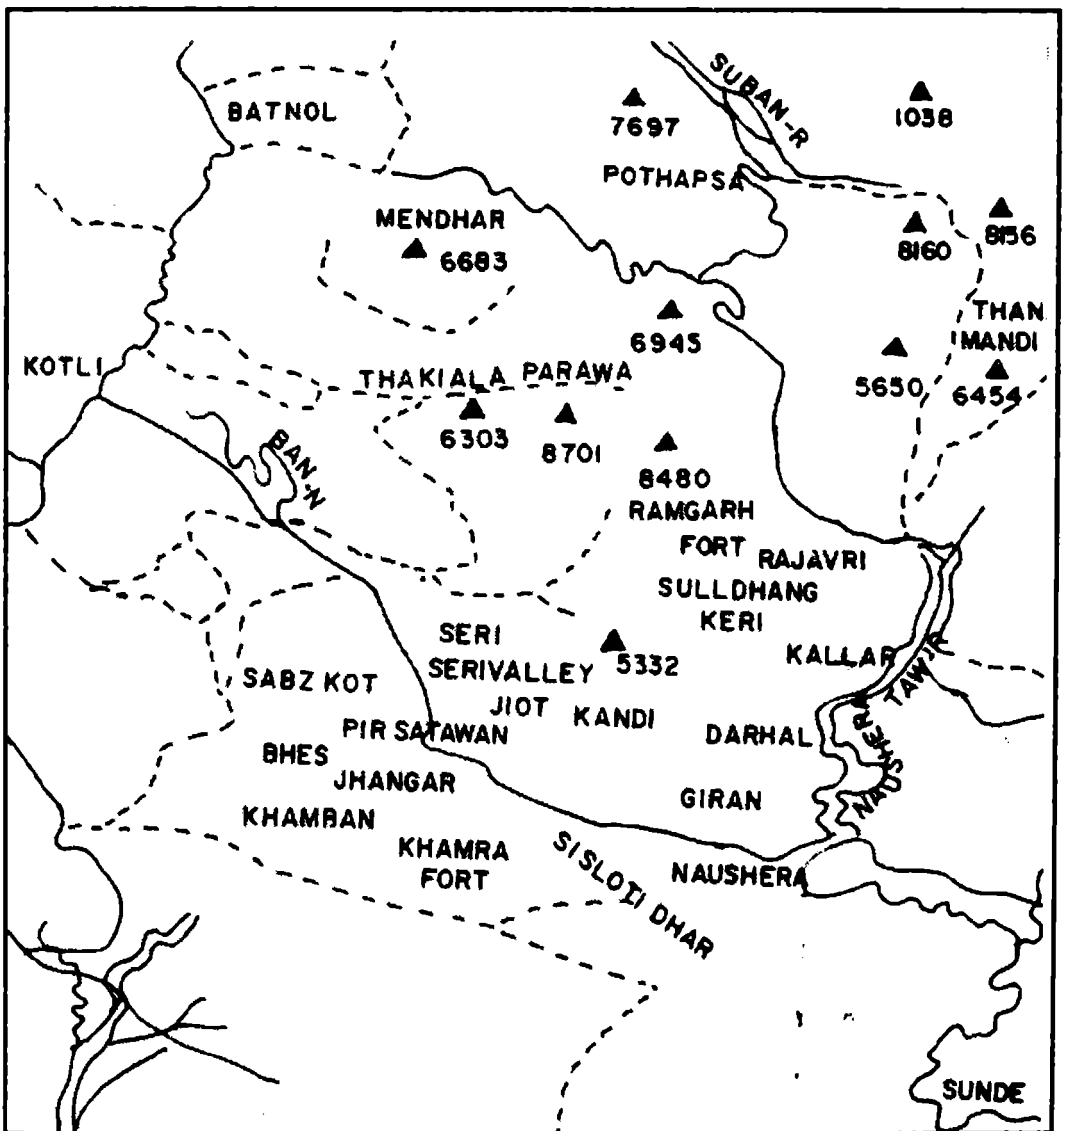 SUBAN-R
BATNOL
7697
1038
POTHAPSA
MENDHAR
6683
8160
8156
THAN
MANDI
6945
KOTLI
THAKIALA PARAWA
5650
6454
6303
8701
BAN-N
8480
RAMGARH
FORT
RAJAVRI
SULLDHANG
KERI
SERI
KALLAR
TAWIR
5332
SERIVALLEY
SABZ KOT
JIOT
KANDI
PIR SATAWAN
DARHAL
NAUSHERA
BHES
JHANGAR
GIRAN
KHAMBAN
KHAMRA
FORT
SISLOTI DHAR
NAUSHERA
SUNDE